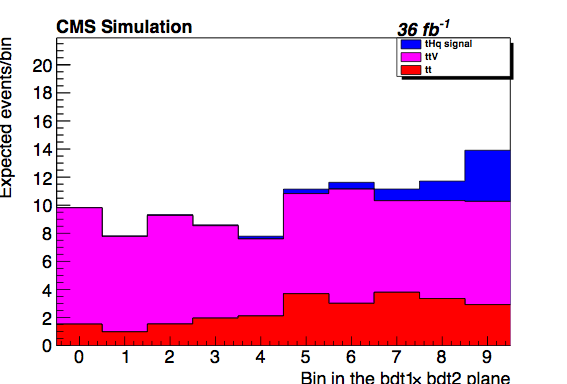 CMS Simulation
36 fb-1
tHq signal
ttV
tt
Expected events/bin
20
18
16
14
12
10
8
6
4
2
0
0 1 2 3 4 5 6 7 8 9
Bin in the bdt1× bdt2 plane